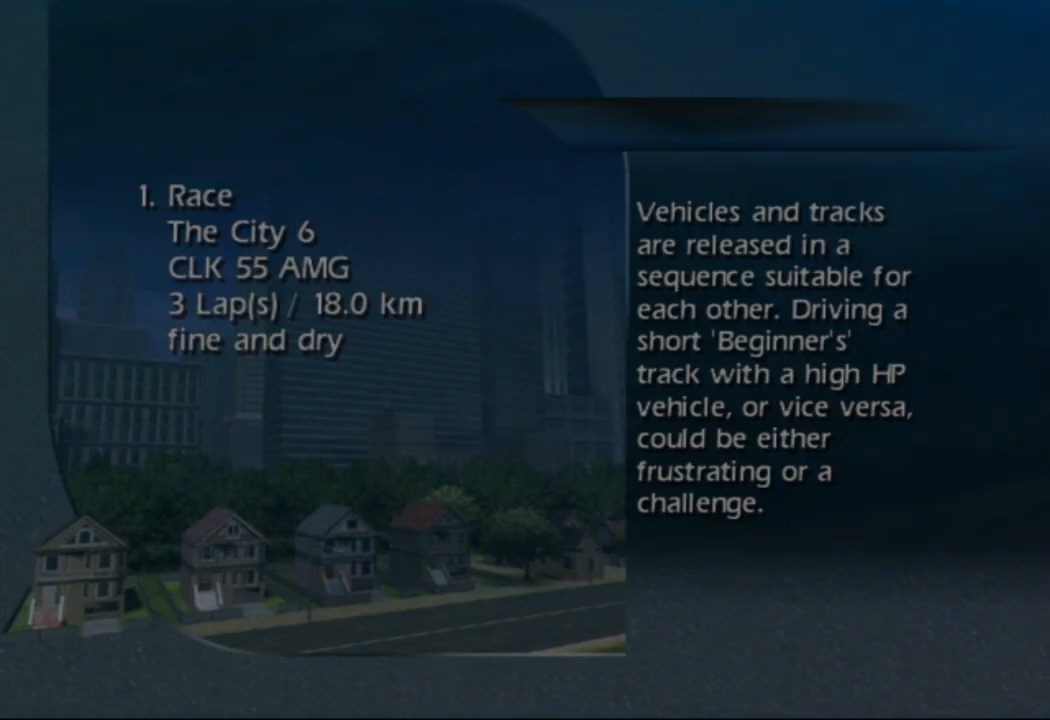 1. Race
The City 6
CLK 55 AMG
3 Lap(s) / 18.0 km
fine and dry
Vehicles and tracks
are released in a
sequence suitable for
each other. Driving a
short 'Beginner's'
track with a high HP
vehicle, or vice versa,
could be either
frustrating or a
challenge.